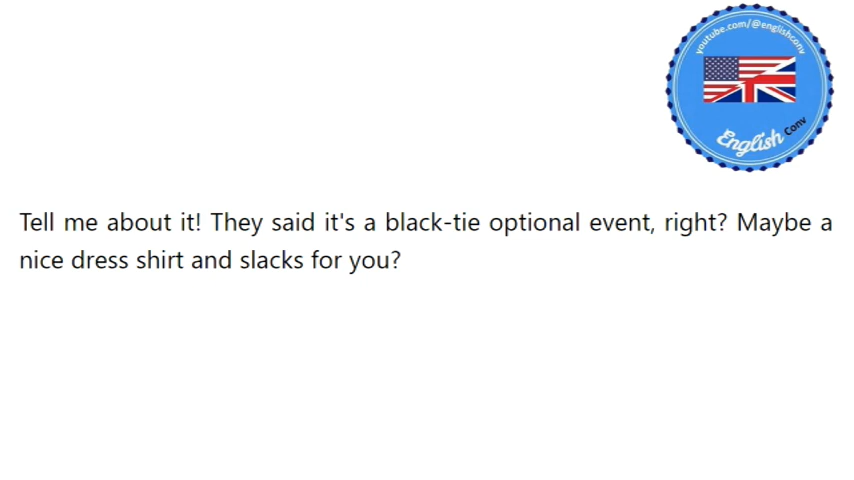 youtube.com/@englishconv
English Conv
Tell me about it! They said it's a black-tie optional event, right? Maybe a
nice dress shirt and slacks for you?